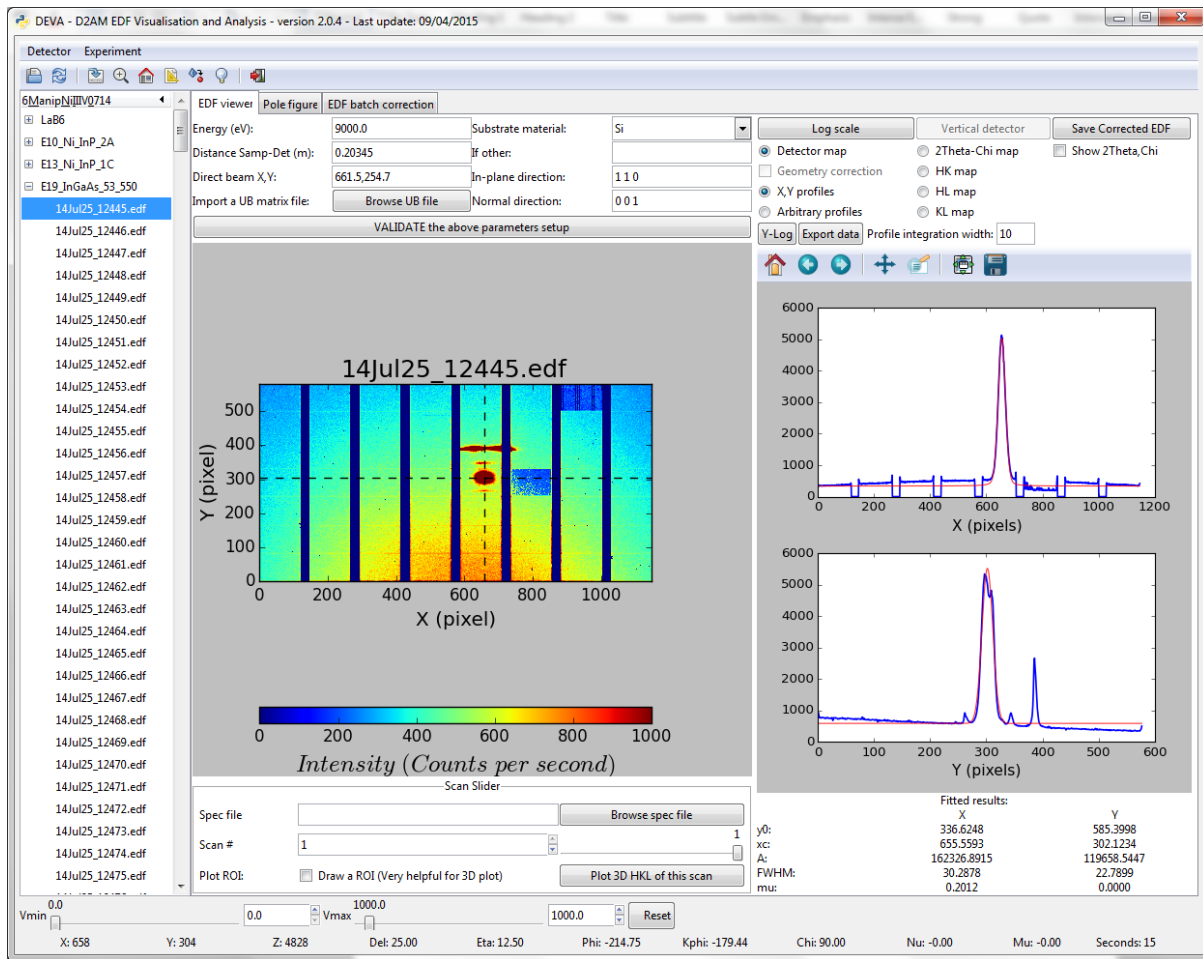 DEVA - D2AM EDF Visualisation and Analysis - version 2.0.4 - Last update: 09/04/2015
Detector Experiment
6ManipNiIIIV0714
LaB6
E10_Ni_InP_2A
E13_Ni_InP_1C
E19_InGaAs_53_550
14Jul25_12445.edf
14Jul25_12446.edf
14Jul25_12447.edf
14Jul25_12448.edf
14Jul25_12449.edf
14Jul25_12450.edf
14Jul25_12451.edf
14Jul25_12452.edf
14Jul25_12453.edf
14Jul25_12454.edf
14Jul25_12455.edf
14Jul25_12456.edf
14Jul25_12457.edf
14Jul25_12458.edf
14Jul25_12459.edf
14Jul25_12460.edf
14Jul25_12461.edf
14Jul25_12462.edf
14Jul25_12463.edf
14Jul25_12464.edf
14Jul25_12465.edf
14Jul25_12466.edf
14Jul25_12467.edf
14Jul25_12468.edf
14Jul25_12469.edf
14Jul25_12470.edf
14Jul25_12471.edf
14Jul25_12472.edf
14Jul25_12473.edf
14Jul25_12474.edf
14Jul25_12475.edf
EDF viewer Pole figure EDF batch correction
Energy (eV): 9000.0 Substrate material: Si
Distance Samp-Det (m): 0.20345 If other:
Direct beam X,Y: 661.5,254.7 In-plane direction: 1 1 0
Import a UB matrix file: Browse UB file Normal direction: 0 0 1
VALIDATE the above parameters setup
14Jul25_12445.edf
500
400
300
200
100
0
Y (pixel)
0 200 400 600 800 1000
X (pixel)
0 200 400 600 800 1000
Intensity (Counts per second)
Scan Slider
Spec file Browse spec file
Scan # 1 1
Plot ROI: Draw a ROI (Very helpful for 3D plot) Plot 3D HKL of this scan
Log scale Vertical detector Save Corrected EDF
Detector map 2Theta-Chi map Show 2Theta,Chi
Geometry correction HK map
X,Y profiles HL map
Arbitrary profiles KL map
Y-Log Export data Profile integration width: 10
6000
5000
4000
3000
2000
1000
0
0 200 400 600 800 1000 1200
X (pixels)
6000
5000
4000
3000
2000
1000
0
0 100 200 300 400 500 600
Y (pixels)
Fitted results:
X Y
y0: 336.6248 585.3998
xc: 655.5593 302.1234
A: 162326.8915 119658.5447
FWHM: 30.2878 22.7899
mu: 0.2012 0.0000
Vmin 0.0 0.0 Vmax 1000.0 1000.0 Reset
X: 658 Y: 304 Z: 4828 Del: 25.00 Eta: 12.50 Phi: -214.75 Kphi: -179.44 Chi: 90.00 Nu: -0.00 Mu: -0.00 Seconds: 15